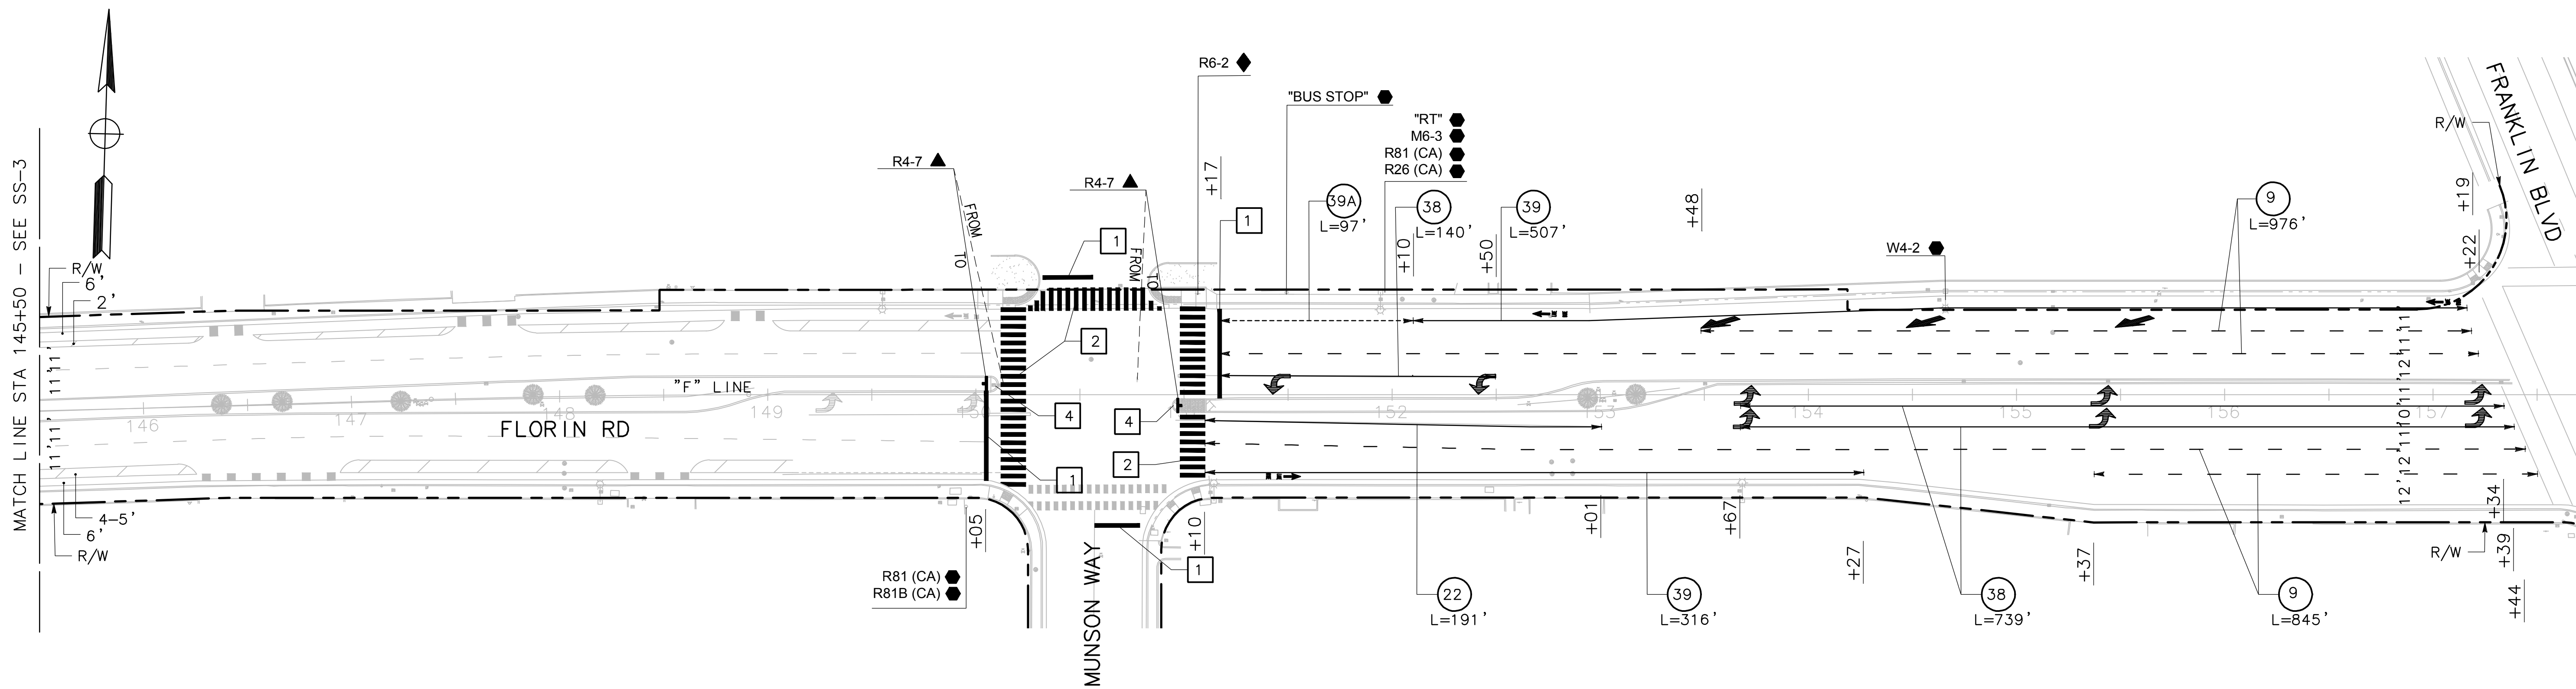 MATCH LINE STA 145+50 - SEE SS-3
R/W
6'
2'
11'11'
11'11'
4-5'
6'
R/W
146
147
148
149
150
152
153
154
155
156
157
"F" LINE
FLORIN RD
MUNSON WAY
FRANKLIN BLVD
R4-7
FROM
TO
R4-7
FROM
TO
R6-2
"BUS STOP"
"RT"
M6-3
R81 (CA)
R26 (CA)
+17
1
1
2
4
4
2
1
1
39A
L=97'
38
L=140'
+10
39
L=507'
+50
+48
W4-2
9
L=976'
R/W
+19
+22
R81 (CA)
R81B (CA)
+05
+10
22
L=191'
+01
39
L=316'
+67
+27
38
L=739'
+37
9
L=845'
12'12'11'10'11'12'11'11'
R/W
+34
+39
+44